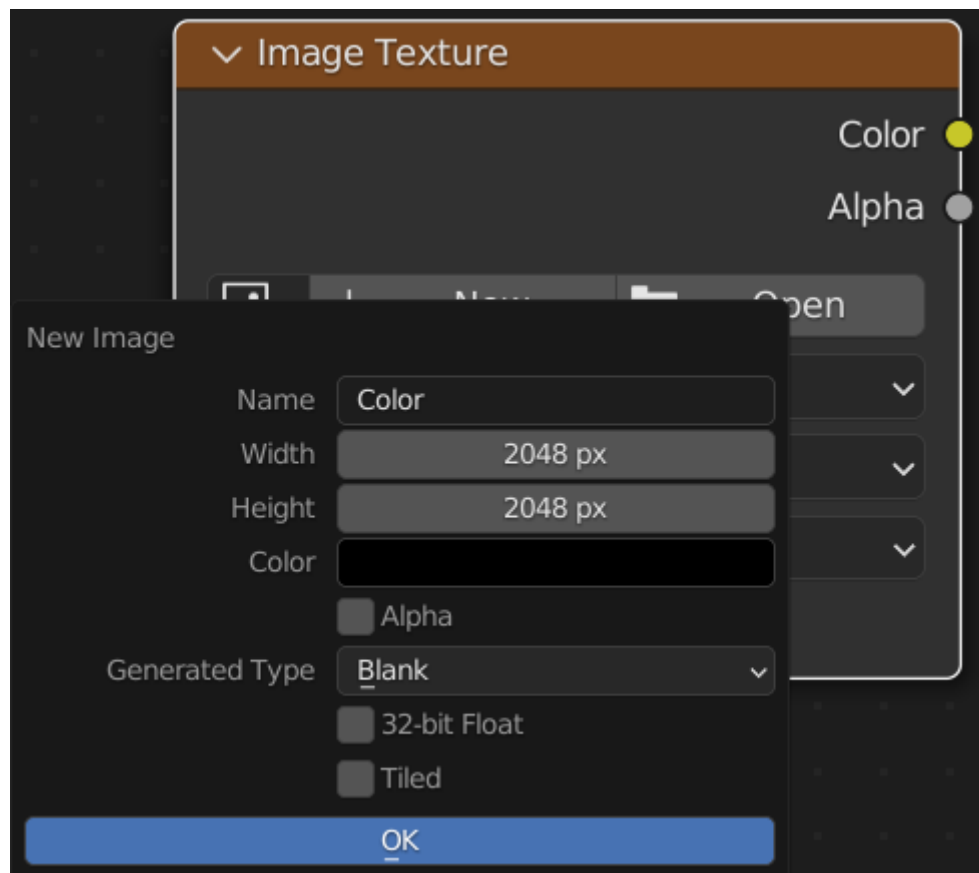 Image Texture
Color
Alpha
New Open
New Image
Name Color
Width 2048 px
Height 2048 px
Color
Alpha
Generated Type Blank
32-bit Float
Tiled
OK